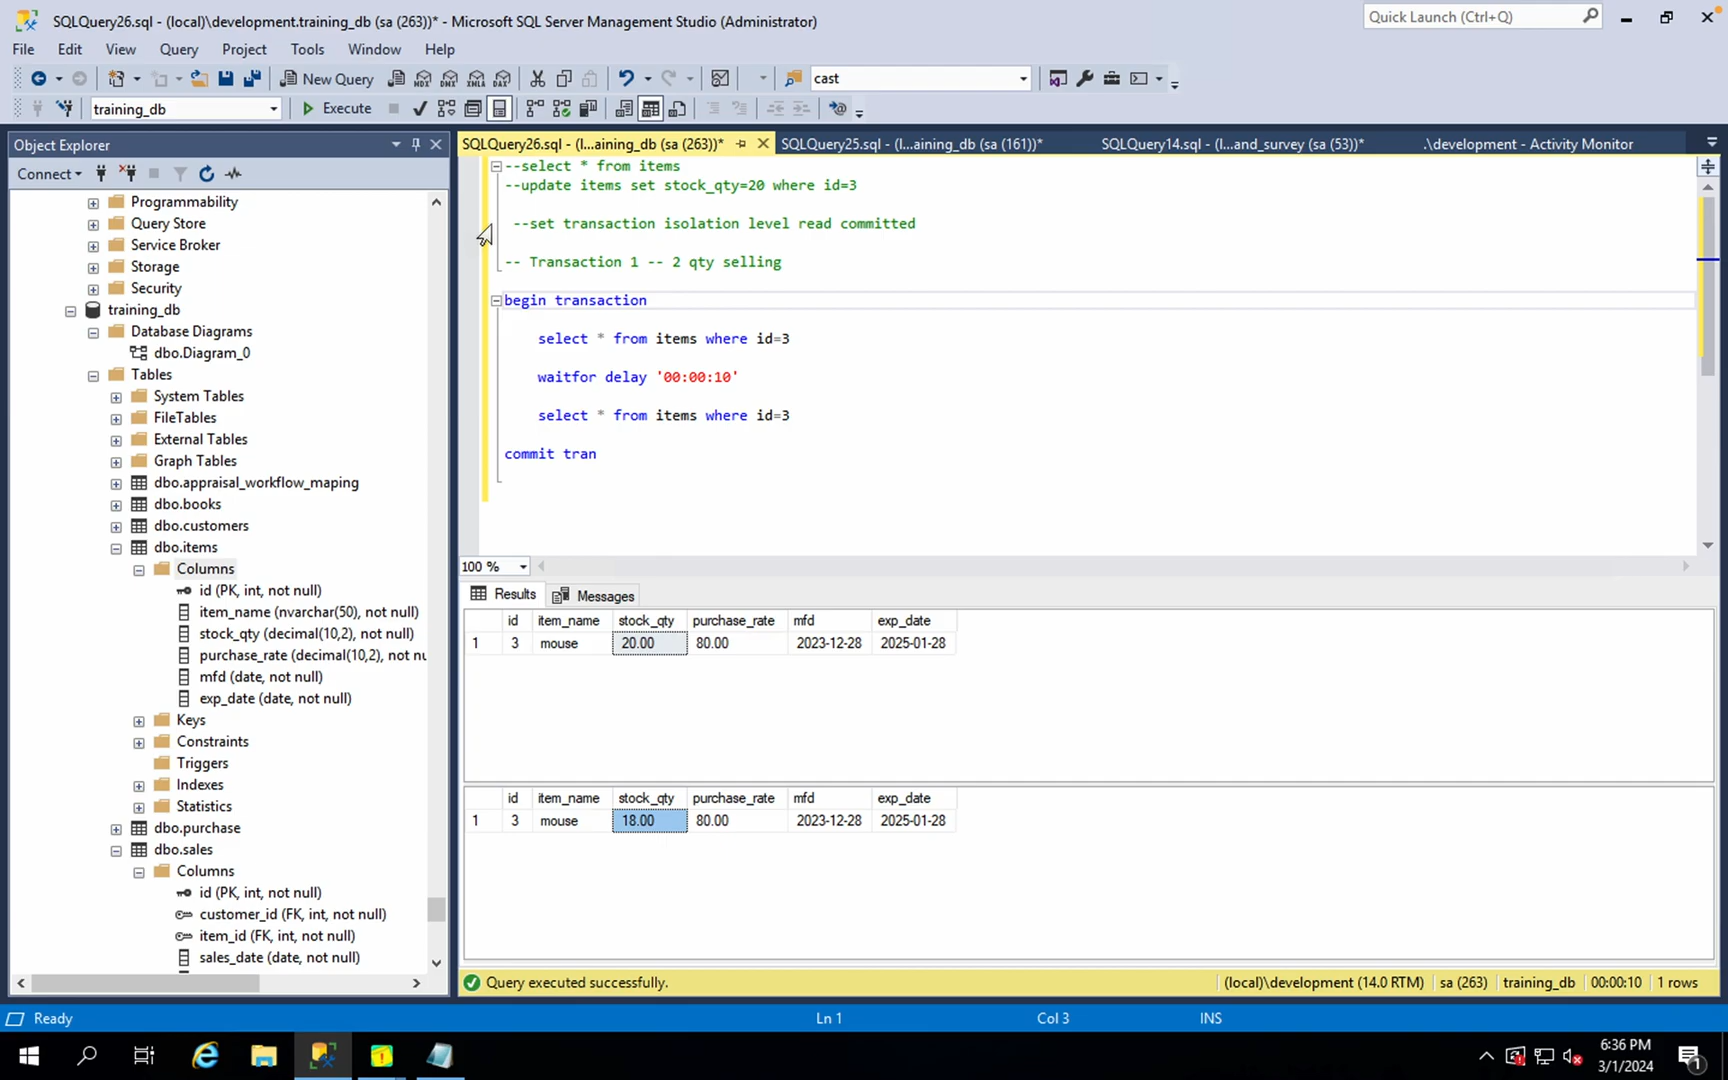 SQLQuery26.sql - (local)\development.training_db (sa (263))* - Microsoft SQL Server Management Studio (Administrator)
Quick Launch (Ctrl+Q)
File Edit View Query Project Tools Window Help
New Query MDX DMX XMLA DAX cast
training_db Execute
Object Explorer
SQLQuery26.sql - (l...aining_db (sa (263))* SQLQuery25.sql - (l...aining_db (sa (161))* SQLQuery14.sql - (l...and_survey (sa (53))* .\development - Activity Monitor
Connect
Programmability
Query Store
Service Broker
Storage
Security
training_db
Database Diagrams
dbo.Diagram_0
Tables
System Tables
FileTables
External Tables
Graph Tables
dbo.appraisal_workflow_maping
dbo.books
dbo.customers
dbo.items
Columns
id (PK, int, not null)
item_name (nvarchar(50), not null)
stock_qty (decimal(10,2), not null)
purchase_rate (decimal(10,2), not nu
mfd (date, not null)
exp_date (date, not null)
Keys
Constraints
Triggers
Indexes
Statistics
dbo.purchase
dbo.sales
Columns
id (PK, int, not null)
customer_id (FK, int, not null)
item_id (FK, int, not null)
sales_date (date, not null)
--select * from items
--update items set stock_qty=20 where id=3
--set transaction isolation level read committed
-- Transaction 1 -- 2 qty selling
begin transaction
select * from items where id=3
waitfor delay '00:00:10'
select * from items where id=3
commit tran
100 %
Results Messages
id item_name stock_qty purchase_rate mfd exp_date
1 3 mouse 20.00 80.00 2023-12-28 2025-01-28
id item_name stock_qty purchase_rate mfd exp_date
1 3 mouse 18.00 80.00 2023-12-28 2025-01-28
Query executed successfully. (local)\development (14.0 RTM) sa (263) training_db 00:00:10 1 rows
Ready Ln 1 Col 3 INS
6:36 PM
3/1/2024
1